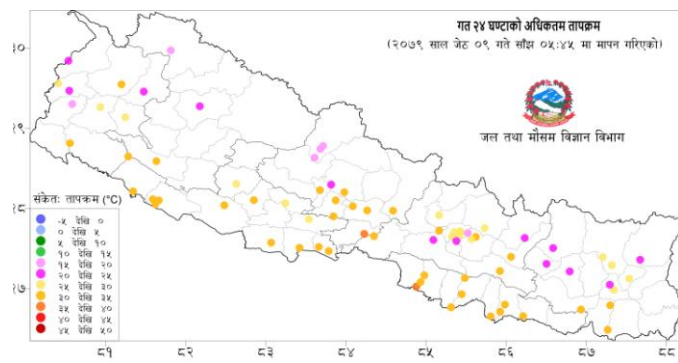 गत २४ घण्टाको अधिकतम तापक्रम
(२०७९ साल जेठ ०९ गते साँझ ०५:४५ मा मापन गरिएको)
जल तथा मौसम विज्ञान विभाग
३०
२९
२८
२७
संकेतः तापक्रम (°C)
-५ देखि ०
० देखि ५
५ देखि १०
१० देखि १५
१५ देखि २०
२० देखि २५
२५ देखि ३०
३० देखि ३५
३५ देखि ४०
४० देखि ४५
४५ देखि ५०
८१ ८२ ८३ ८४ ८५ ८६ ८७ ८८